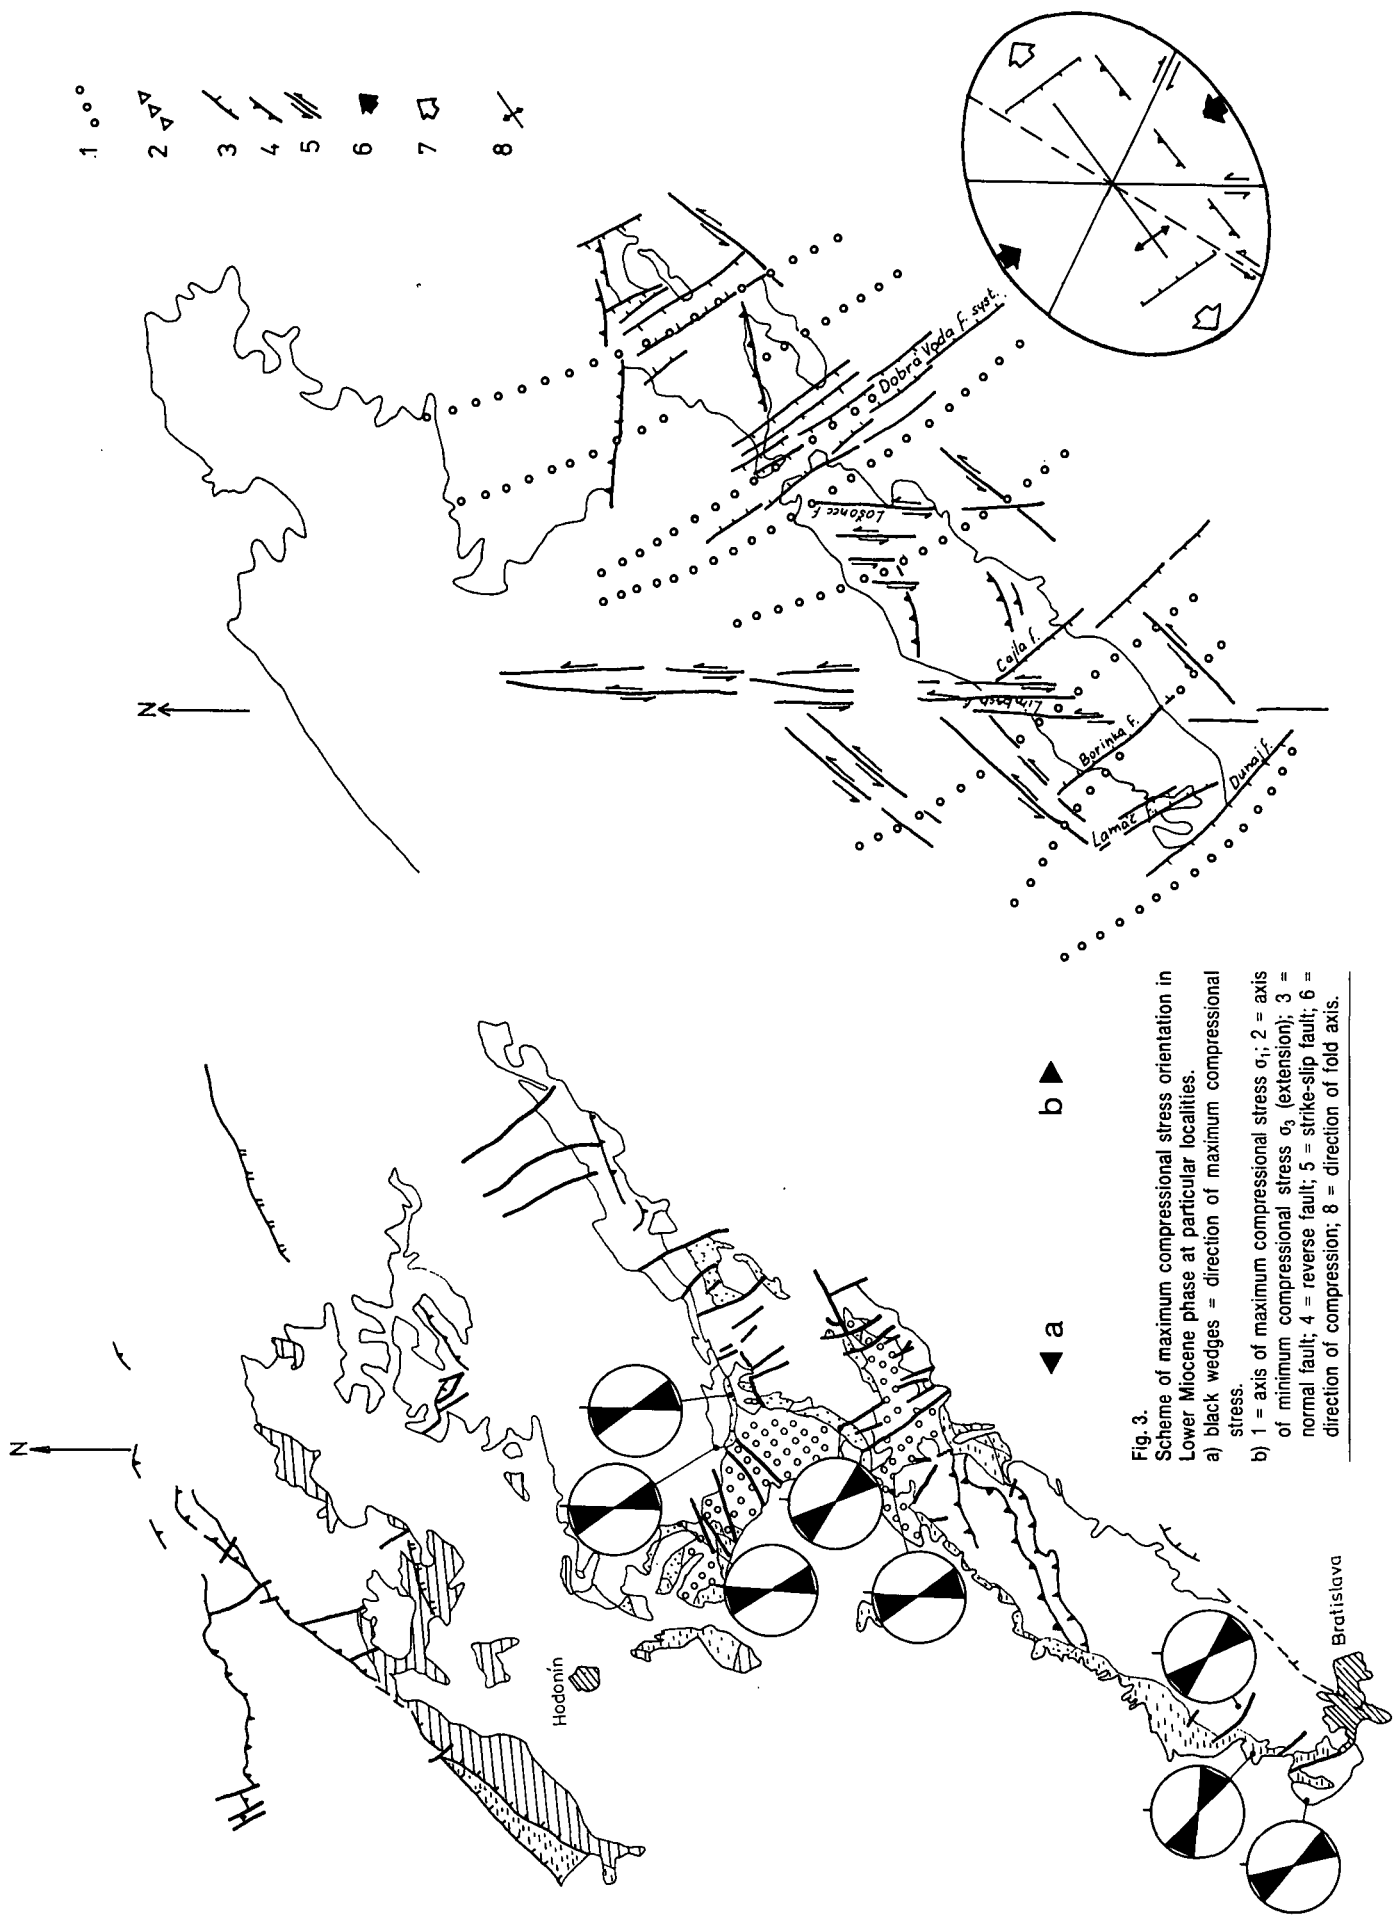 N
Hodonín
Bratislava
a
b
Fig. 3.
Scheme of maximum compressional stress orientation in
Lower Miocene phase at particular localities.
a) black wedges = direction of maximum compressional
stress.
b) 1 = axis of maximum compressional stress σ₁; 2 = axis
of minimum compressional stress σ₃ (extension); 3 =
normal fault; 4 = reverse fault; 5 = strike-slip fault; 6 =
direction of compression; 8 = direction of fold axis.
N
1
2
3
4
5
6
7
8
Dobrá Voda f. syst.
Lošonec f.
Cajla f.
Limbach f.
Borinka f.
Lamač f.
Dunaj f.